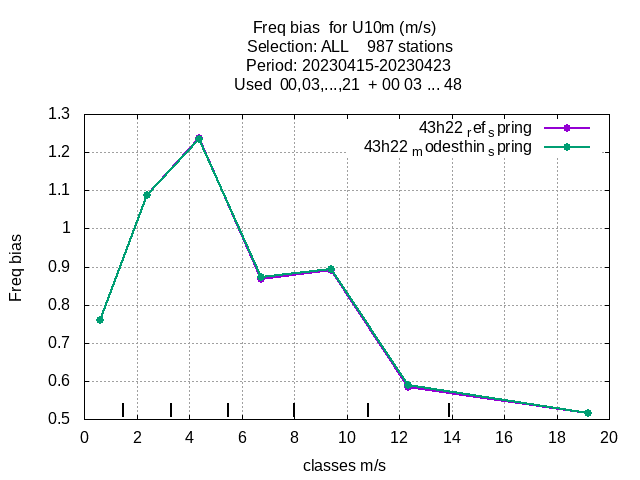 Freq bias  for U10m (m/s)
Selection: ALL    987 stations
Period: 20230415-20230423
Used  00,03,...,21  + 00 03 ... 48
43h22 ref spring
43h22 modesthin spring
1.3
1.2
1.1
1
0.9
0.8
0.7
0.6
0.5
Freq bias
0 2 4 6 8 10 12 14 16 18 20
classes m/s